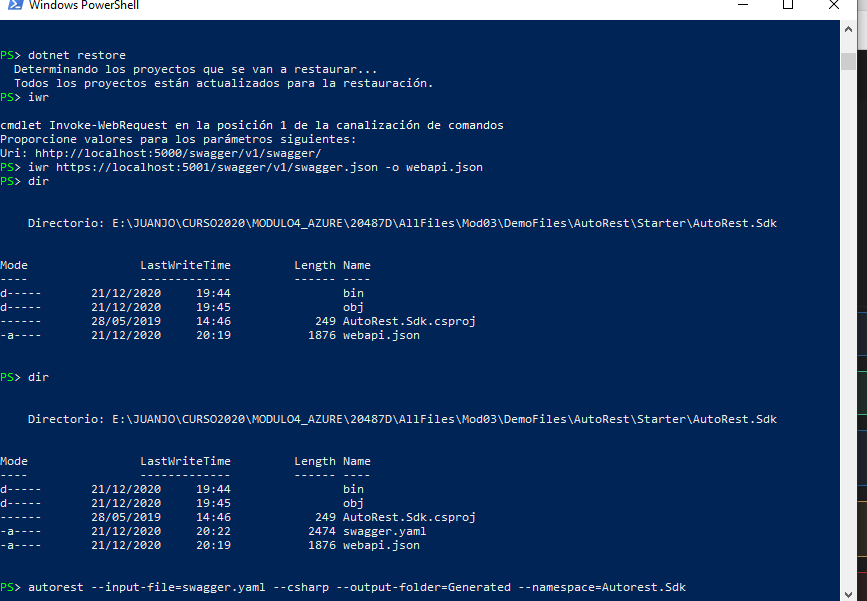 Windows PowerShell
PS> dotnet restore
Determinando los proyectos que se van a restaurar...
Todos los proyectos están actualizados para la restauración.
PS> iwr
cmdlet Invoke-WebRequest en la posición 1 de la canalización de comandos
Proporcione valores para los parámetros siguientes:
Uri: hhtp://localhost:5000/swagger/v1/swagger/
PS> iwr https://localhost:5001/swagger/v1/swagger.json -o webapi.json
PS> dir
Directorio: E:\JUANJO\CURSO2020\MODULO4_AZURE\20487D\AllFiles\Mod03\DemoFiles\AutoRest\Starter\AutoRest.Sdk
Mode LastWriteTime Length Name
---- ------------- ------ ----
d----- 21/12/2020 19:44 bin
d----- 21/12/2020 19:45 obj
------ 28/05/2019 14:46 249 AutoRest.Sdk.csproj
-a---- 21/12/2020 20:19 1876 webapi.json
PS> dir
Directorio: E:\JUANJO\CURSO2020\MODULO4_AZURE\20487D\AllFiles\Mod03\DemoFiles\AutoRest\Starter\AutoRest.Sdk
Mode LastWriteTime Length Name
---- ------------- ------ ----
d----- 21/12/2020 19:44 bin
d----- 21/12/2020 19:45 obj
------ 28/05/2019 14:46 249 AutoRest.Sdk.csproj
-a---- 21/12/2020 20:22 2474 swagger.yaml
-a---- 21/12/2020 20:19 1876 webapi.json
PS> autorest --input-file=swagger.yaml --csharp --output-folder=Generated --namespace=Autorest.Sdk